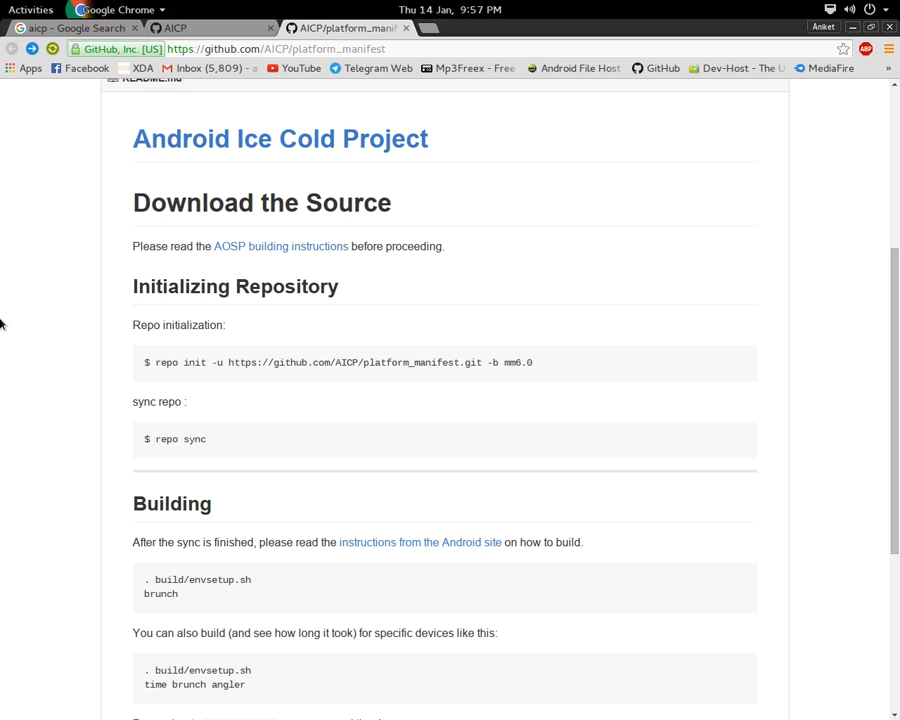 Activities Google Chrome Thu 14 Jan, 9:57 PM
aicp - Google Search AICP AICP/platform_manif Aniket
GitHub, Inc. [US] https://github.com/AICP/platform_manifest ABP
Apps Facebook XDA Inbox (5,809) - a YouTube Telegram Web Mp3Freex - Free Android File Host GitHub Dev-Host - The U MediaFire »
README.md
Android Ice Cold Project
Download the Source
Please read the AOSP building instructions before proceeding.
Initializing Repository
Repo initialization:
$ repo init -u https://github.com/AICP/platform_manifest.git -b mm6.0
sync repo :
$ repo sync
Building
After the sync is finished, please read the instructions from the Android site on how to build.
. build/envsetup.sh
brunch
You can also build (and see how long it took) for specific devices like this:
. build/envsetup.sh
time brunch angler